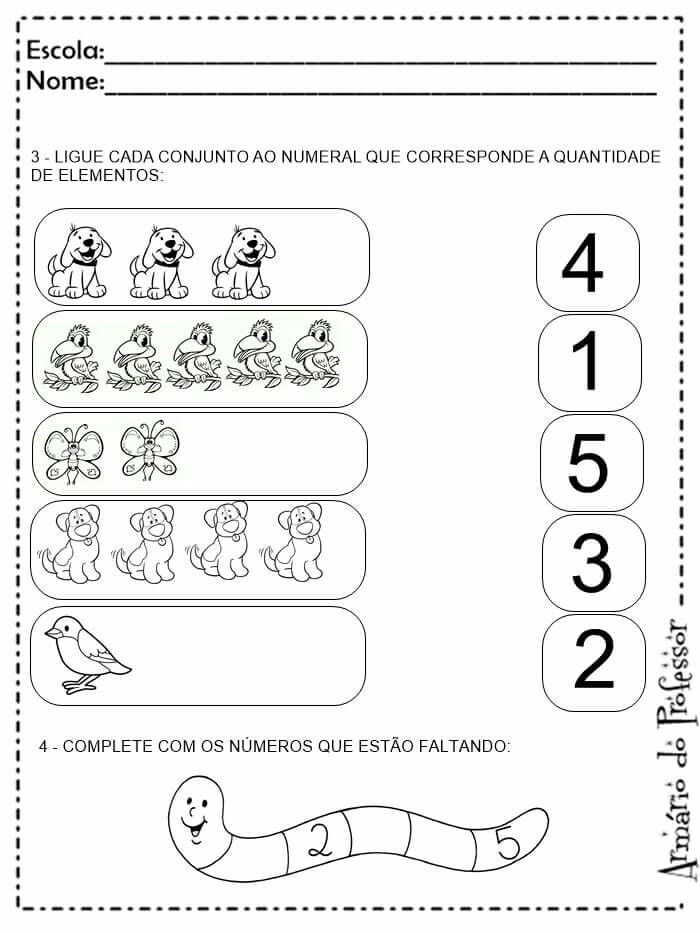 Escola:
Nome:
3 - LIGUE CADA CONJUNTO AO NUMERAL QUE CORRESPONDE A QUANTIDADE
DE ELEMENTOS:
4
1
5
3
2
4 - COMPLETE COM OS NÚMEROS QUE ESTÃO FALTANDO:
2
5
Armário do Professor